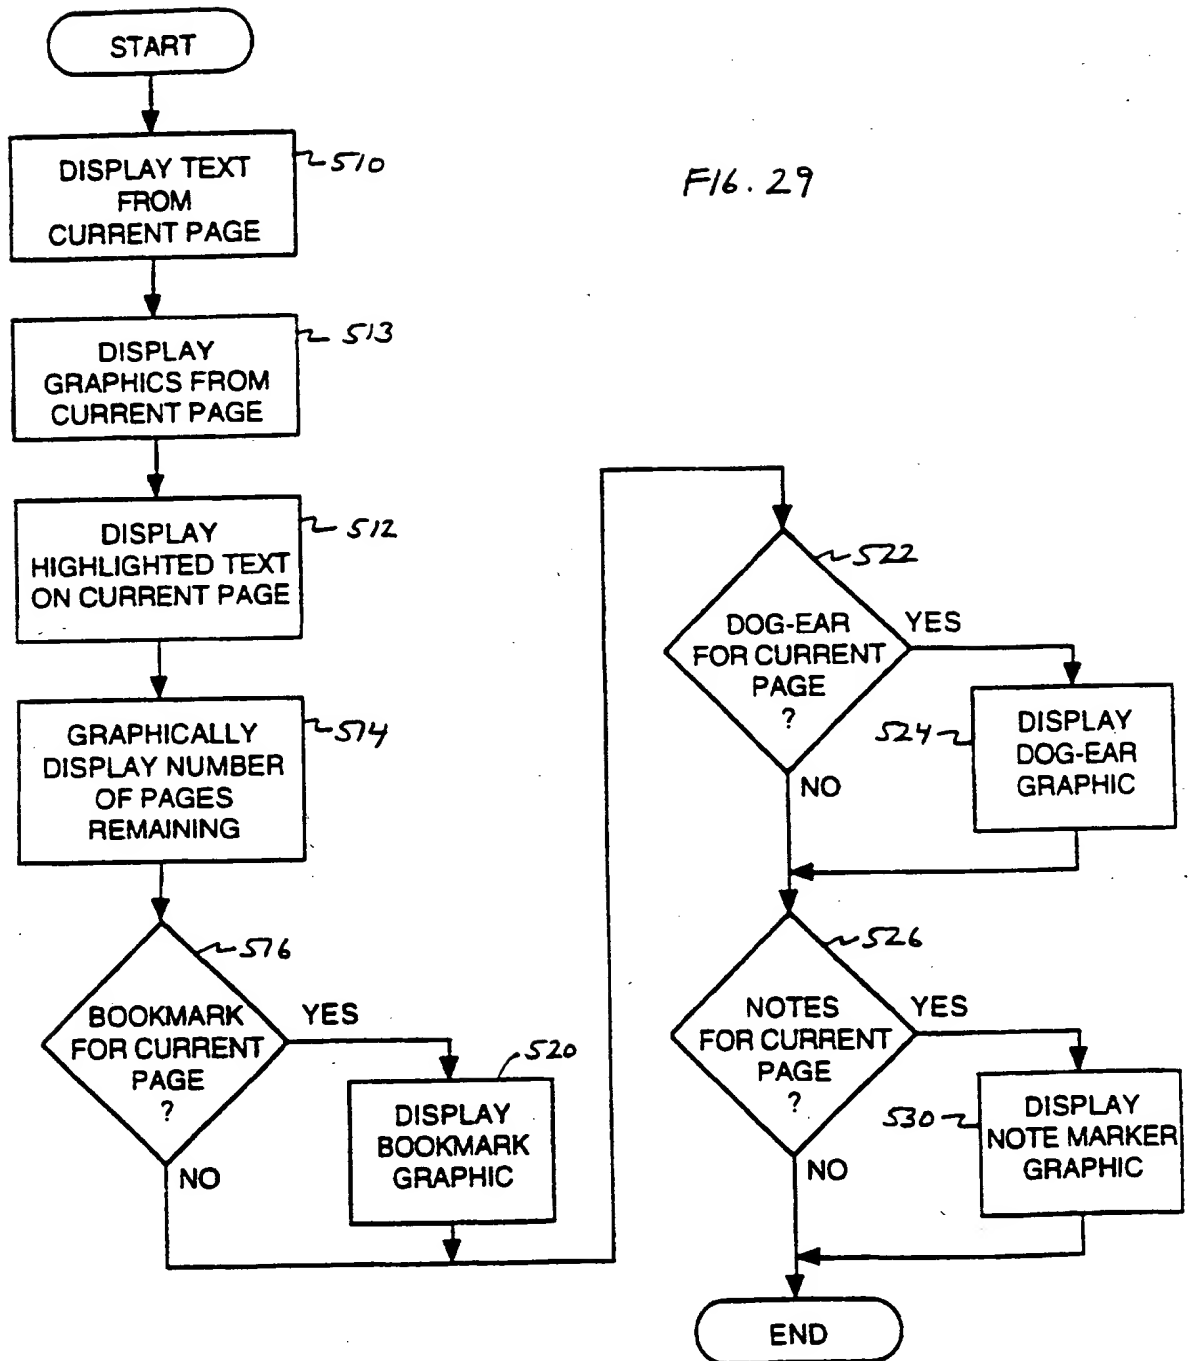 START
DISPLAY TEXT
FROM
CURRENT PAGE
510
FIG. 29
DISPLAY
GRAPHICS FROM
CURRENT PAGE
513
DISPLAY
HIGHLIGHTED TEXT
ON CURRENT PAGE
512
GRAPHICALLY
DISPLAY NUMBER
OF PAGES
REMAINING
514
BOOKMARK
FOR CURRENT
PAGE
?
516
YES
NO
DISPLAY
BOOKMARK
GRAPHIC
520
DOG-EAR
FOR CURRENT
PAGE
?
522
YES
NO
524
DISPLAY
DOG-EAR
GRAPHIC
NOTES
FOR CURRENT
PAGE
?
526
YES
NO
530
DISPLAY
NOTE MARKER
GRAPHIC
END